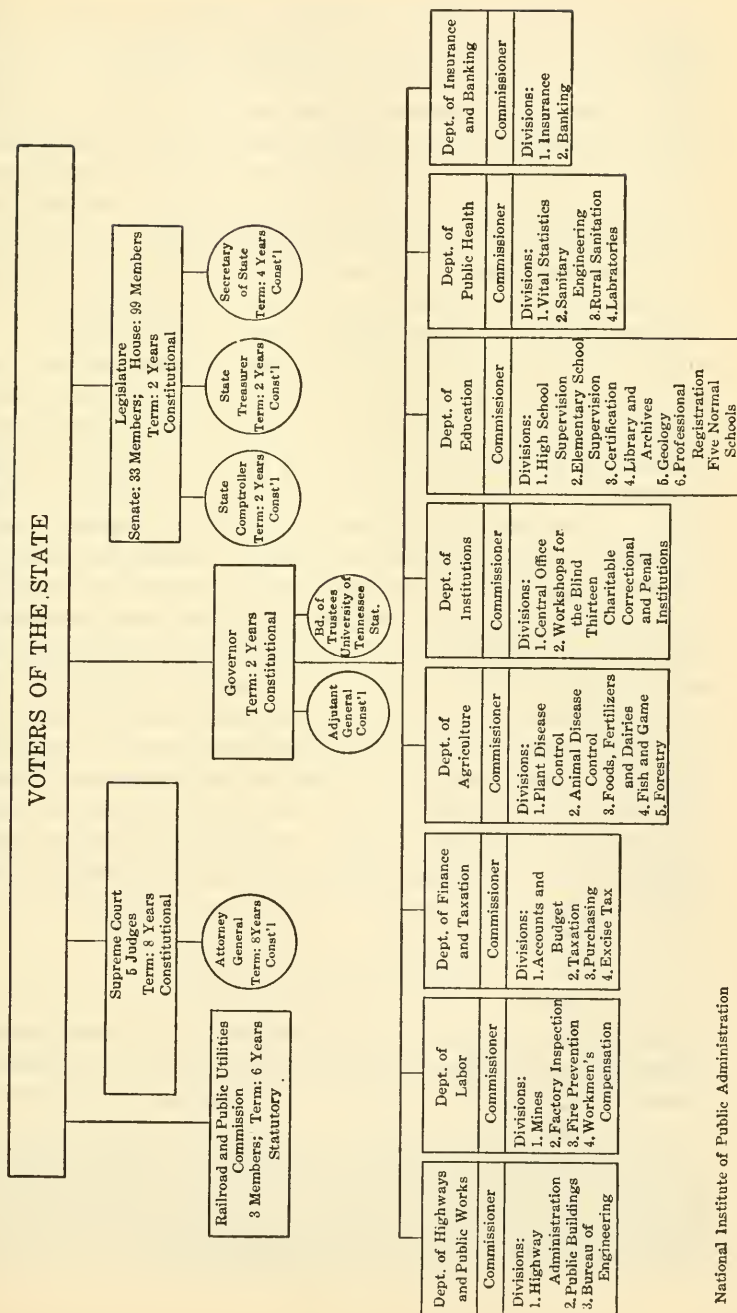 VOTERS OF THE STATE
Railroad and Public Utilities
Commission
3 Members; Term: 6 Years
Statutory
Supreme Court
5 Judges
Term: 8 Years
Constitutional
Attorney
General
Term: 8 Years
Const'l
Governor
Term: 2 Years
Constitutional
Adjutant
General
Const'l
Bd. of
Trustees
University of
Tennessee
Stat.
Legislature
Senate: 33 Members; House: 99 Members
Term: 2 Years
Constitutional
State
Comptroller
Term: 2 Years
Const'l
State
Treasurer
Term: 2 Years
Const'l
Secretary
of State
Term: 4 Years
Const'l
Dept. of Highways
and Public Works
Commissioner
Divisions:
1. Highway
Administration
2. Public Buildings
3. Bureau of
Engineering
Dept. of
Labor
Commissioner
Divisions:
1. Mines
2. Factory Inspection
3. Fire Prevention
4. Workmen's
Compensation
Dept. of Finance
and Taxation
Commissioner
Divisions:
1. Accounts and
Budget
2. Taxation
3. Purchasing
4. Excise Tax
Dept. of
Agriculture
Commissioner
Divisions:
1. Plant Disease
Control
2. Animal Disease
Control
3. Foods, Fertilizers
and Dairies
4. Fish and Game
5. Forestry
Dept. of
Institutions
Commissioner
Divisions:
1. Central Office
2. Workshops for
the Blind
Thirteen
Charitable
Correctional
and Penal
Institutions
Dept. of
Education
Commissioner
Divisions:
1. High School
Supervision
2. Elementary School
Supervision
3. Certification
4. Library and
Archives
5. Geology
6. Professional
Registration
Five Normal
Schools
Dept. of
Public Health
Commissioner
Divisions:
1. Vital Statistics
2. Sanitary
Engineering
3. Rural Sanitation
4. Labratories
Dept. of Insurance
and Banking
Commissioner
Divisions:
1. Insurance
2. Banking
National Institute of Public Administration